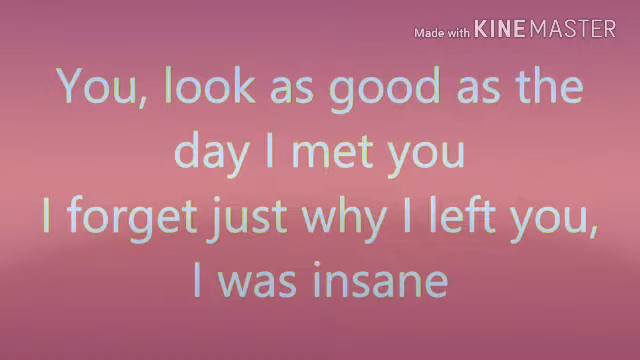 Made with KINEMASTER
You, look as good as the
day I met you
I forget just why I left you,
I was insane